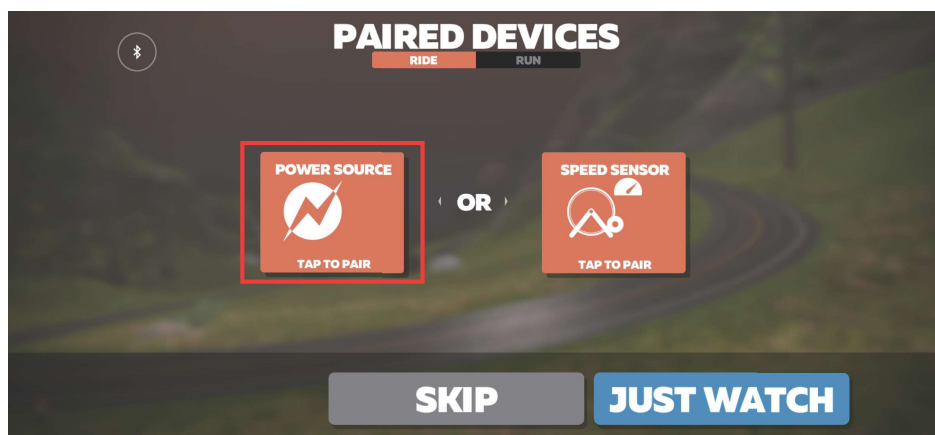 PAIRED DEVICES
RIDE RUN
POWER SOURCE
TAP TO PAIR
OR
SPEED SENSOR
TAP TO PAIR
SKIP
JUST WATCH